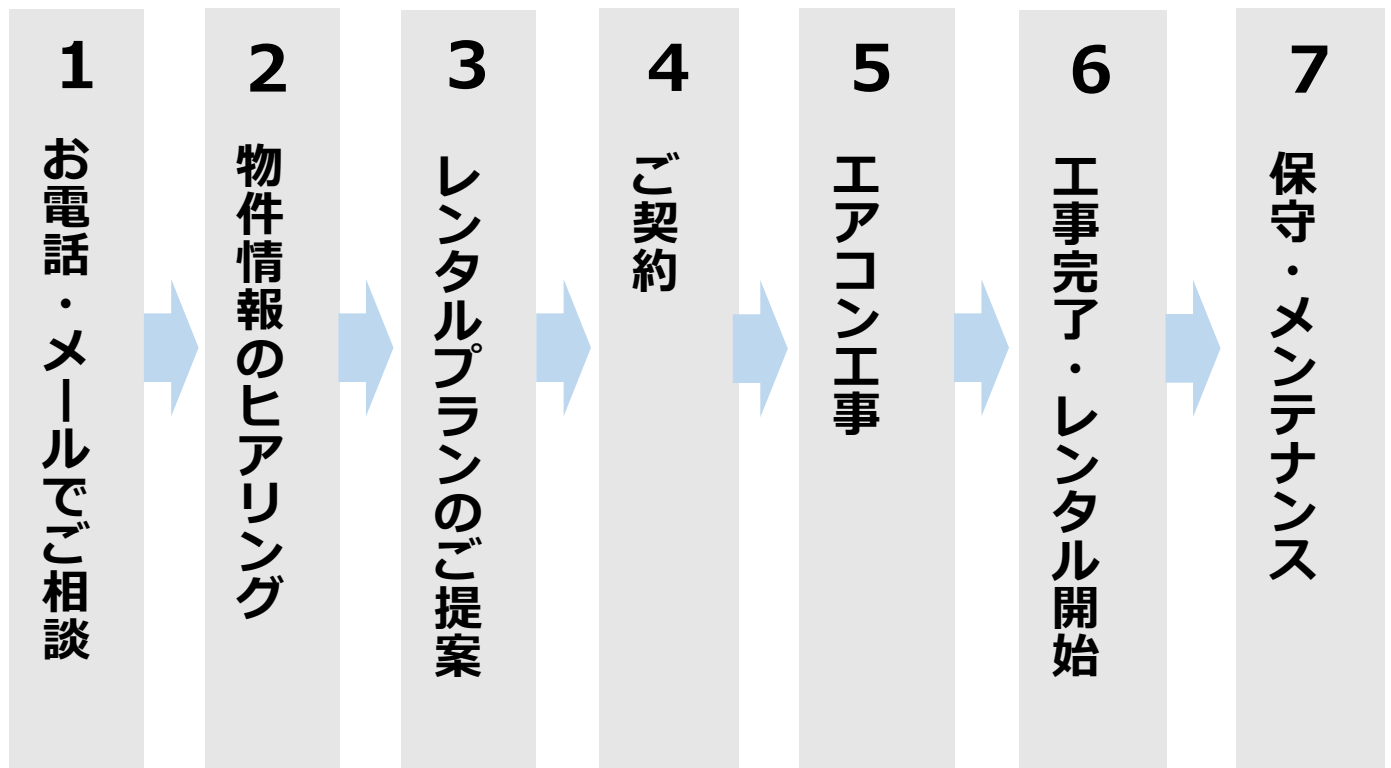 1
お電話・メールでご相談
2
物件情報のヒアリング
3
レンタルプランのご提案
4
ご契約
5
エアコン工事
6
工事完了・レンタル開始
7
保守・メンテナンス